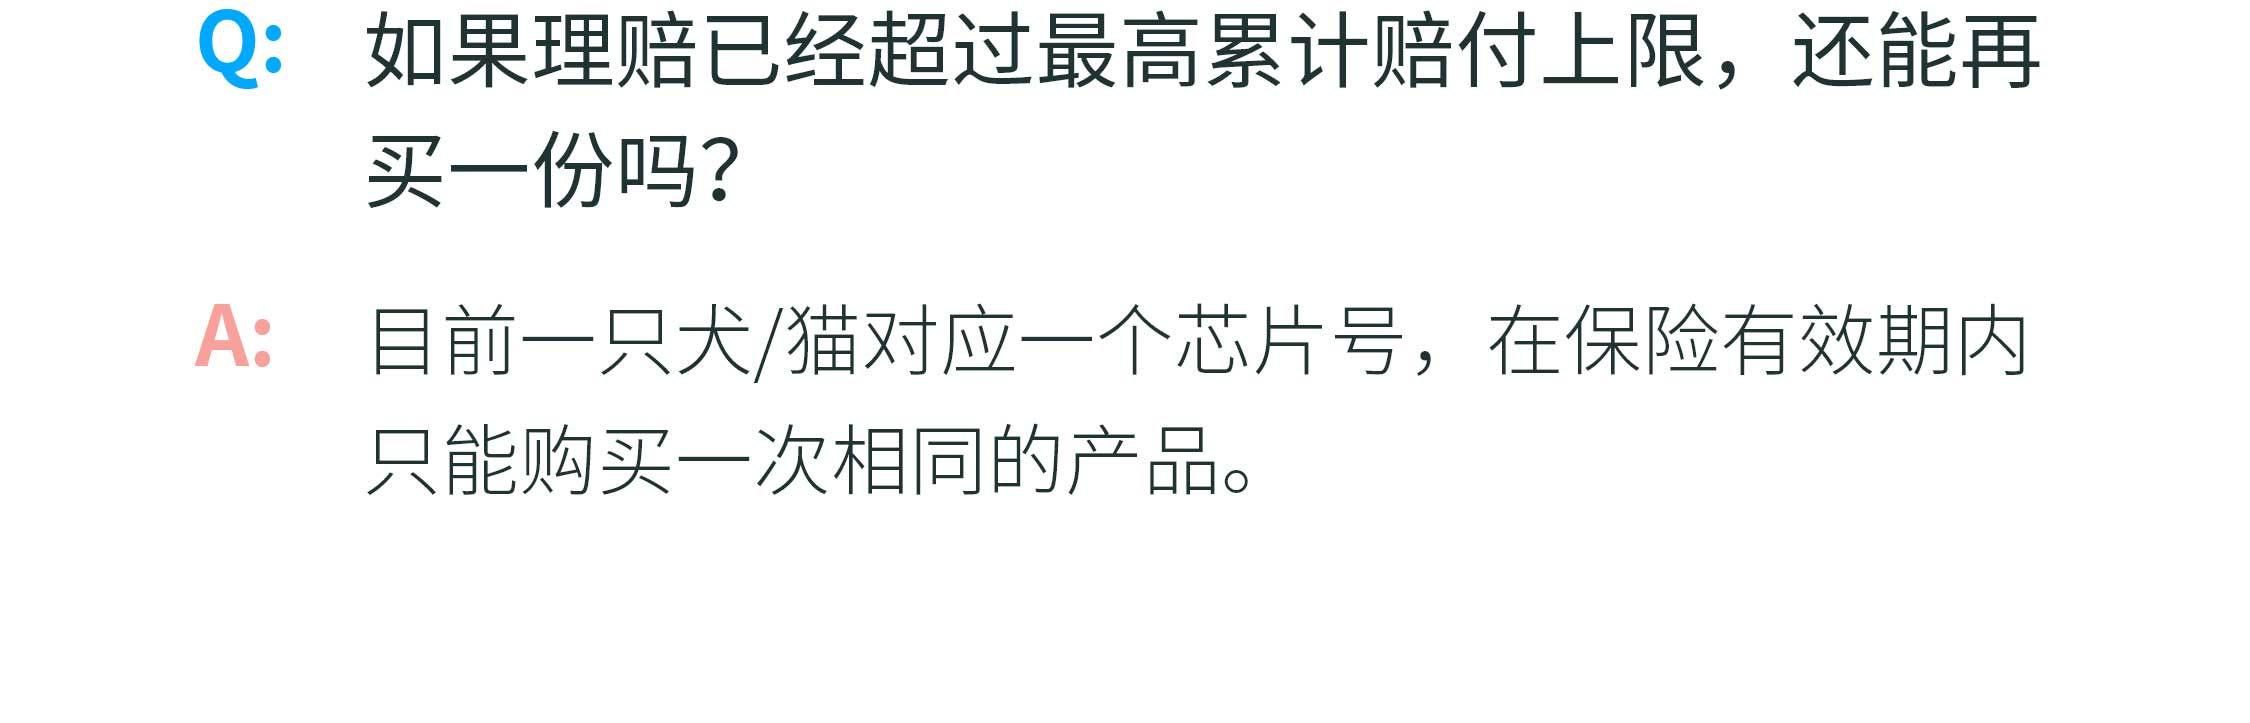 Q: 如果理赔已经超过最高累计赔付上限，还能再
买一份吗？
A: 目前一只犬/猫对应一个芯片号，在保险有效期内
只能购买一次相同的产品。